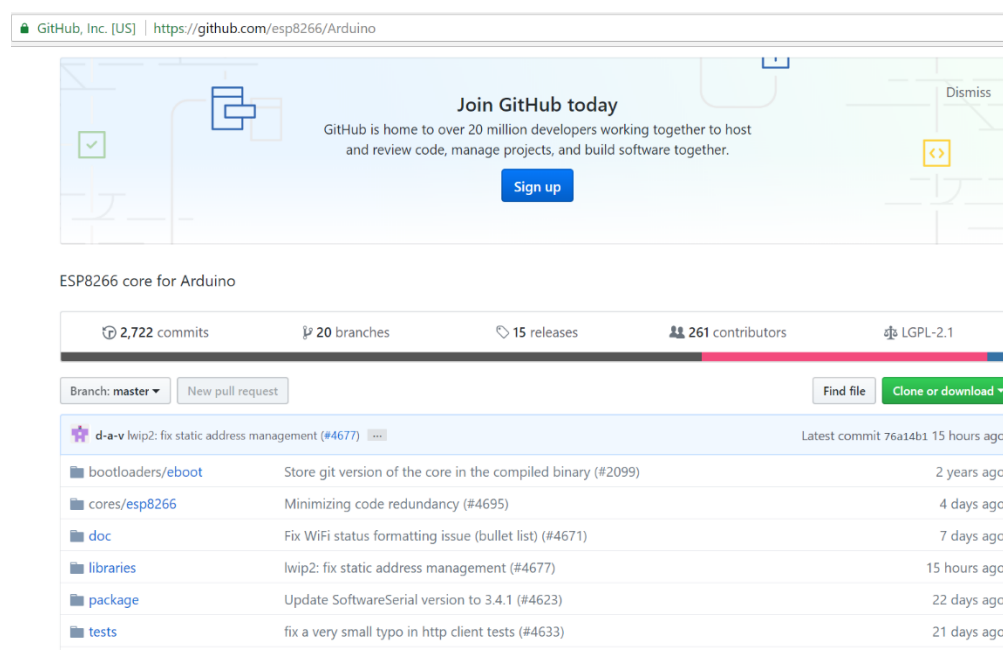 GitHub, Inc. [US] https://github.com/esp8266/Arduino
Dismiss
Join GitHub today
GitHub is home to over 20 million developers working together to host
and review code, manage projects, and build software together.
Sign up
ESP8266 core for Arduino
2,722 commits 20 branches 15 releases 261 contributors LGPL-2.1
Branch: master New pull request Find file Clone or download
d-a-v lwip2: fix static address management (#4677) ... Latest commit 76a14b1 15 hours ago
bootloaders/eboot Store git version of the core in the compiled binary (#2099) 2 years ago
cores/esp8266 Minimizing code redundancy (#4695) 4 days ago
doc Fix WiFi status formatting issue (bullet list) (#4671) 7 days ago
libraries lwip2: fix static address management (#4677) 15 hours ago
package Update SoftwareSerial version to 3.4.1 (#4623) 22 days ago
tests fix a very small typo in http client tests (#4633) 21 days ago